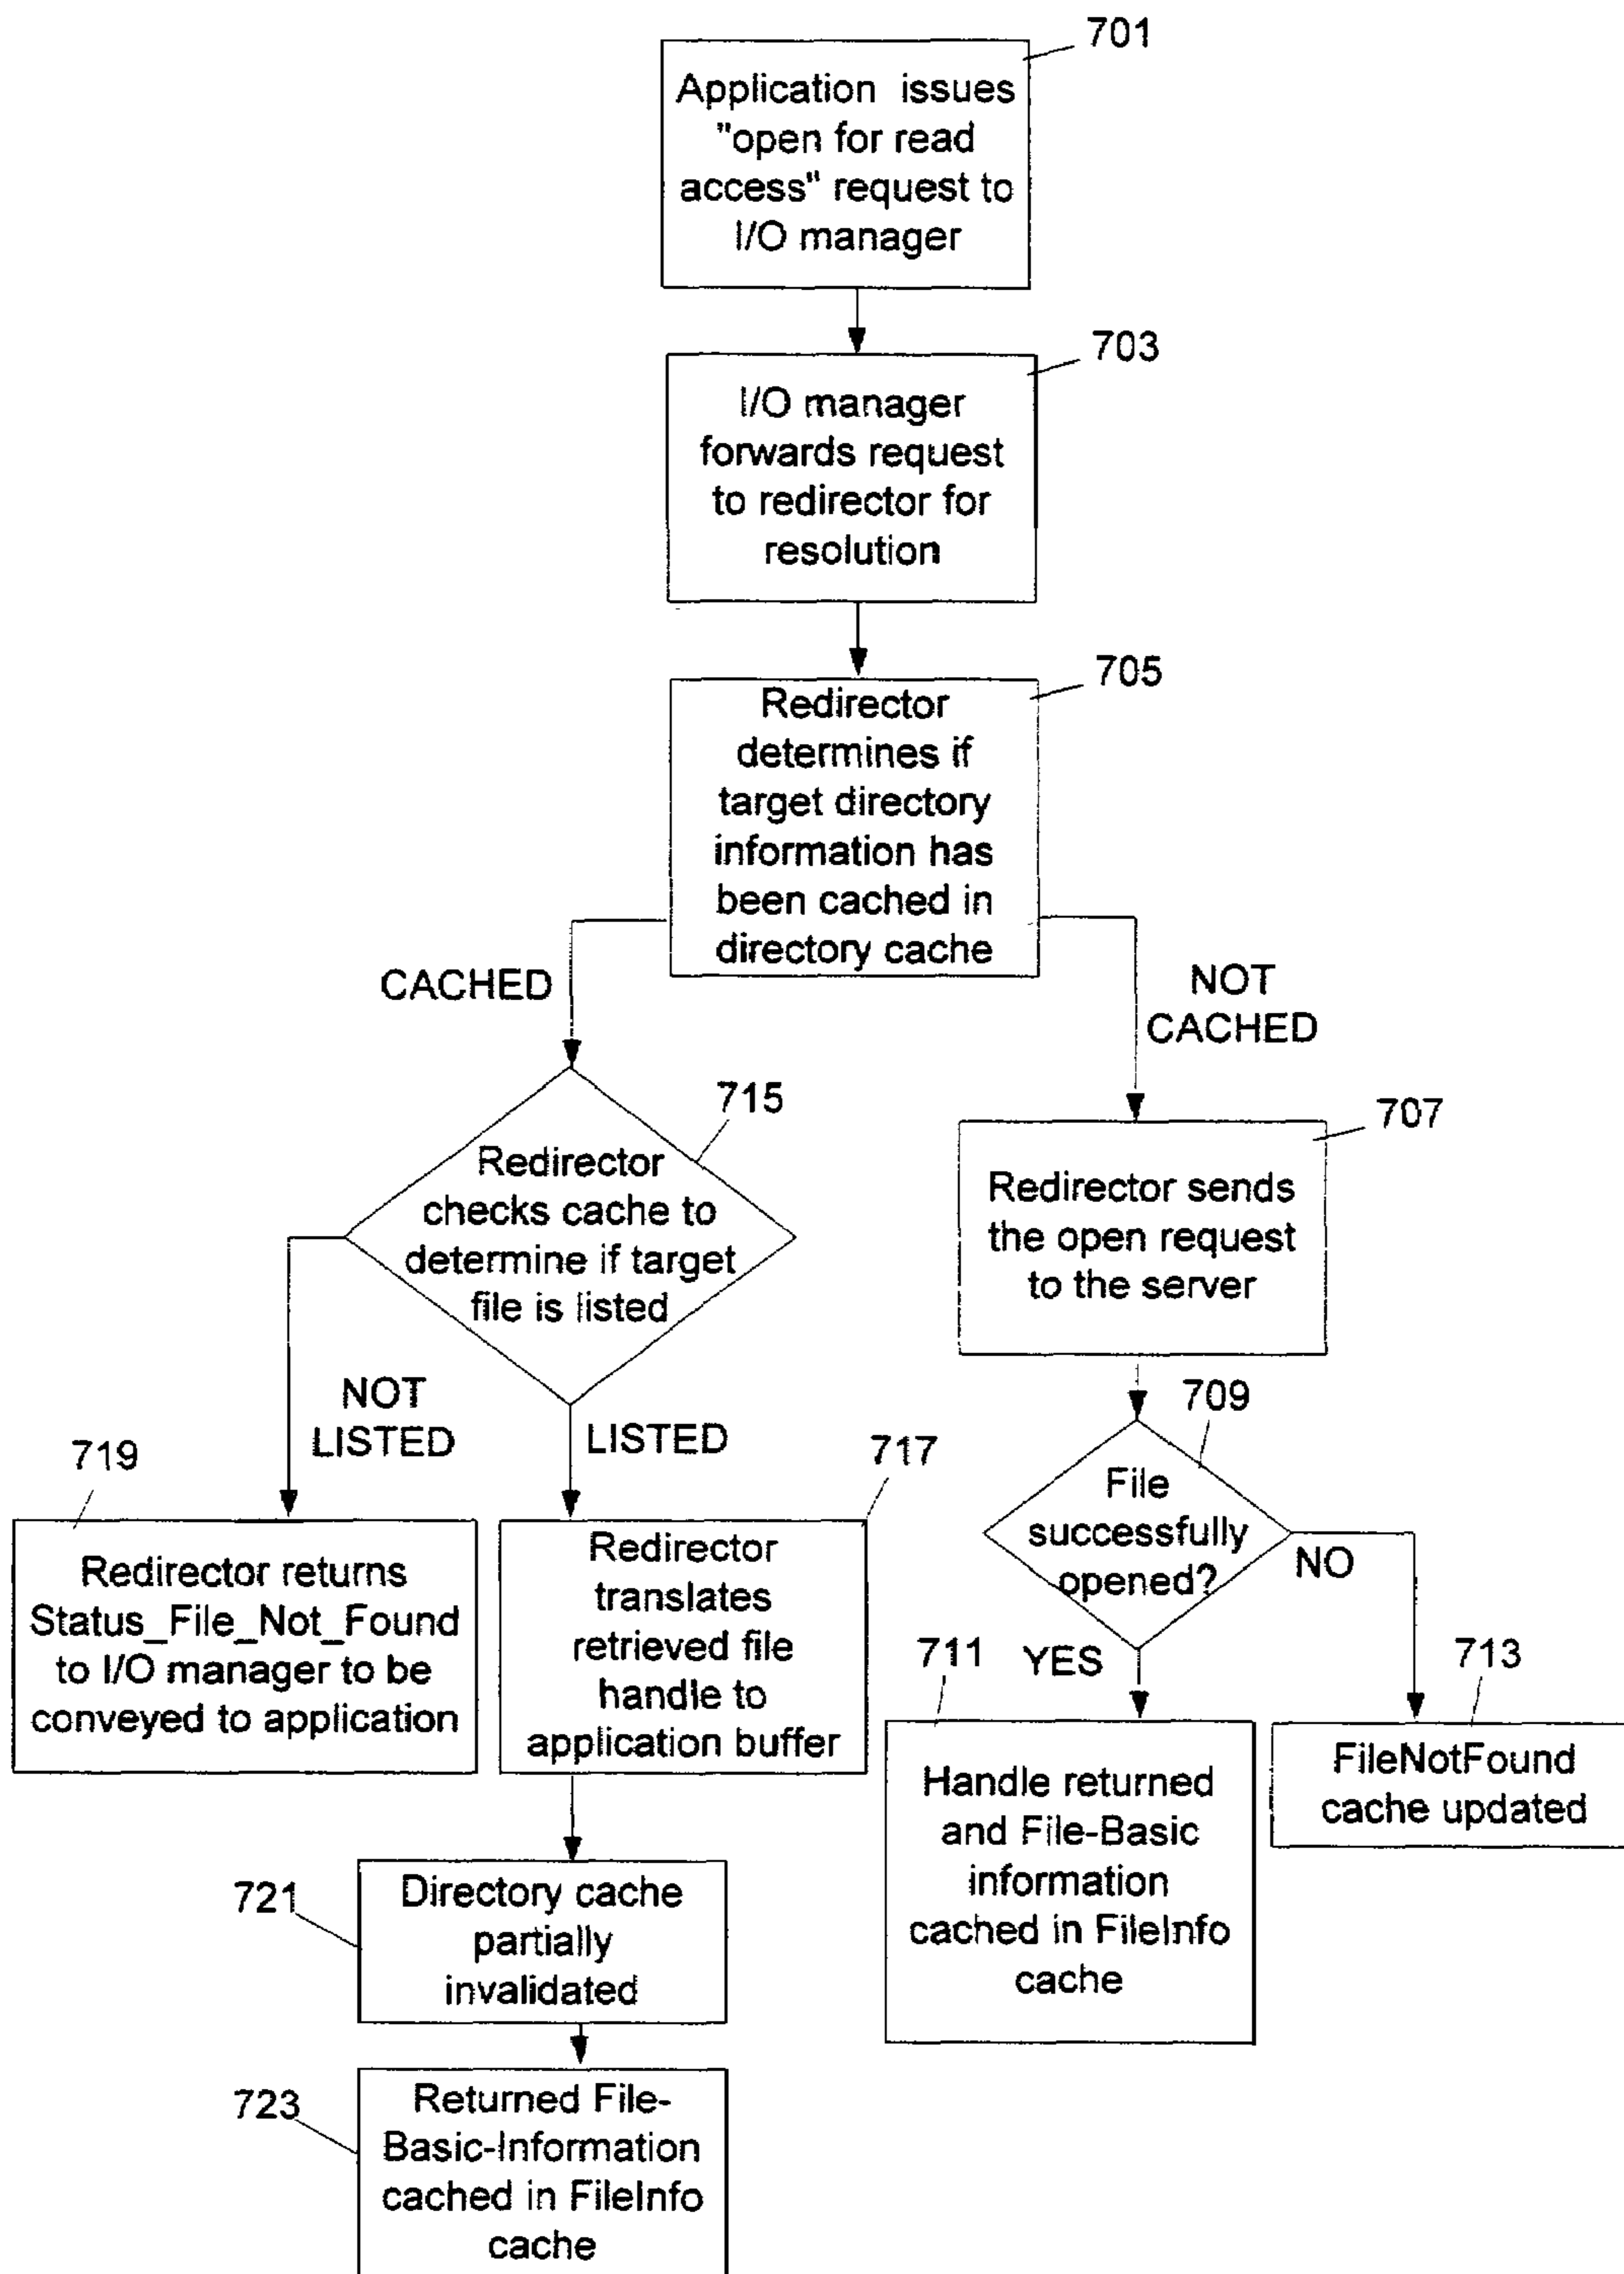 701
Application issues
"open for read
access" request to
I/O manager
703
I/O manager
forwards request
to redirector for
resolution
705
Redirector
determines if
target directory
information has
been cached in
directory cache
CACHED
NOT
CACHED
715
Redirector
checks cache to
determine if target
file is listed
707
Redirector sends
the open request
to the server
NOT
LISTED
LISTED
709
File
successfully
opened?
NO
YES
719
Redirector returns
Status_File_Not_Found
to I/O manager to be
conveyed to application
717
Redirector
translates
retrieved file
handle to
application buffer
711
Handle returned
and File-Basic
information
cached in FileInfo
cache
713
FileNotFound
cache updated
721
Directory cache
partially
invalidated
723
Returned File-
Basic-Information
cached in FileInfo
cache